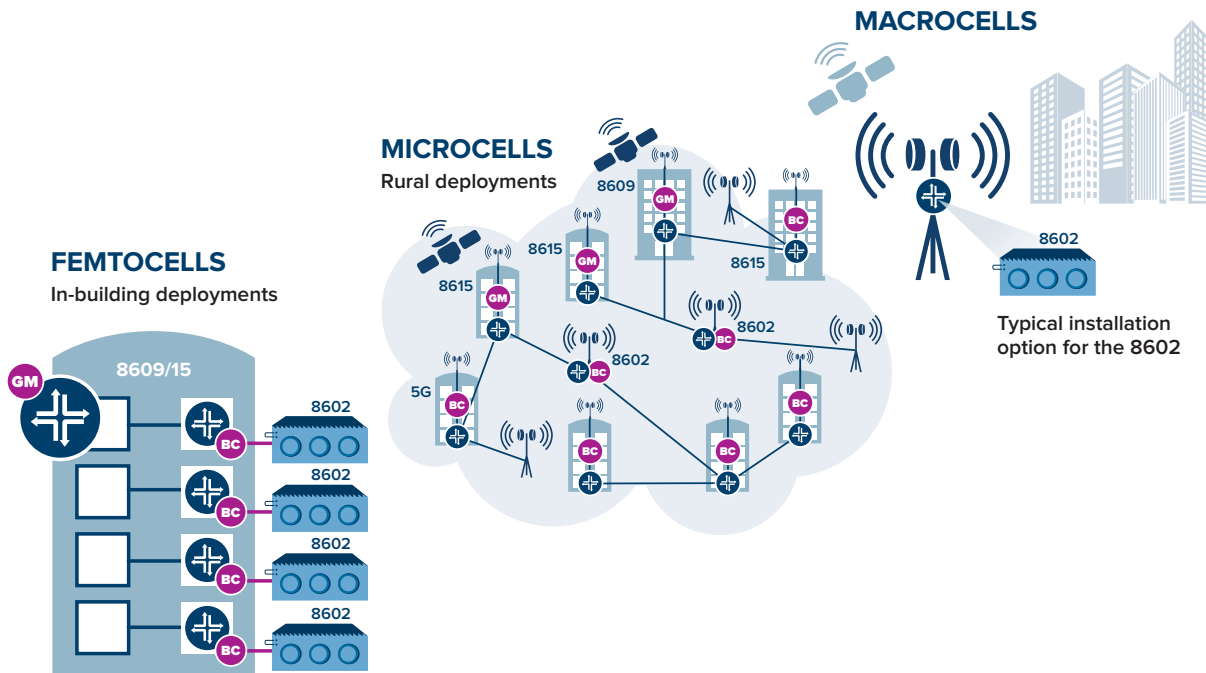 MACROCELLS
8602
Typical installation
option for the 8602
MICROCELLS
Rural deployments
8609
GM
BC
8615
8615
GM
8615
GM
8602
BC
8602
BC
5G
BC
BC
BC
BC
FEMTOCELLS
In-building deployments
8609/15
GM
8602
BC
8602
BC
8602
BC
8602
BC